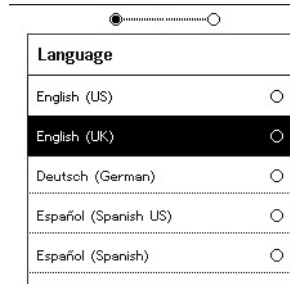 Language
English (US)
English (UK)
Deutsch (German)
Español (Spanish US)
Español (Spanish)